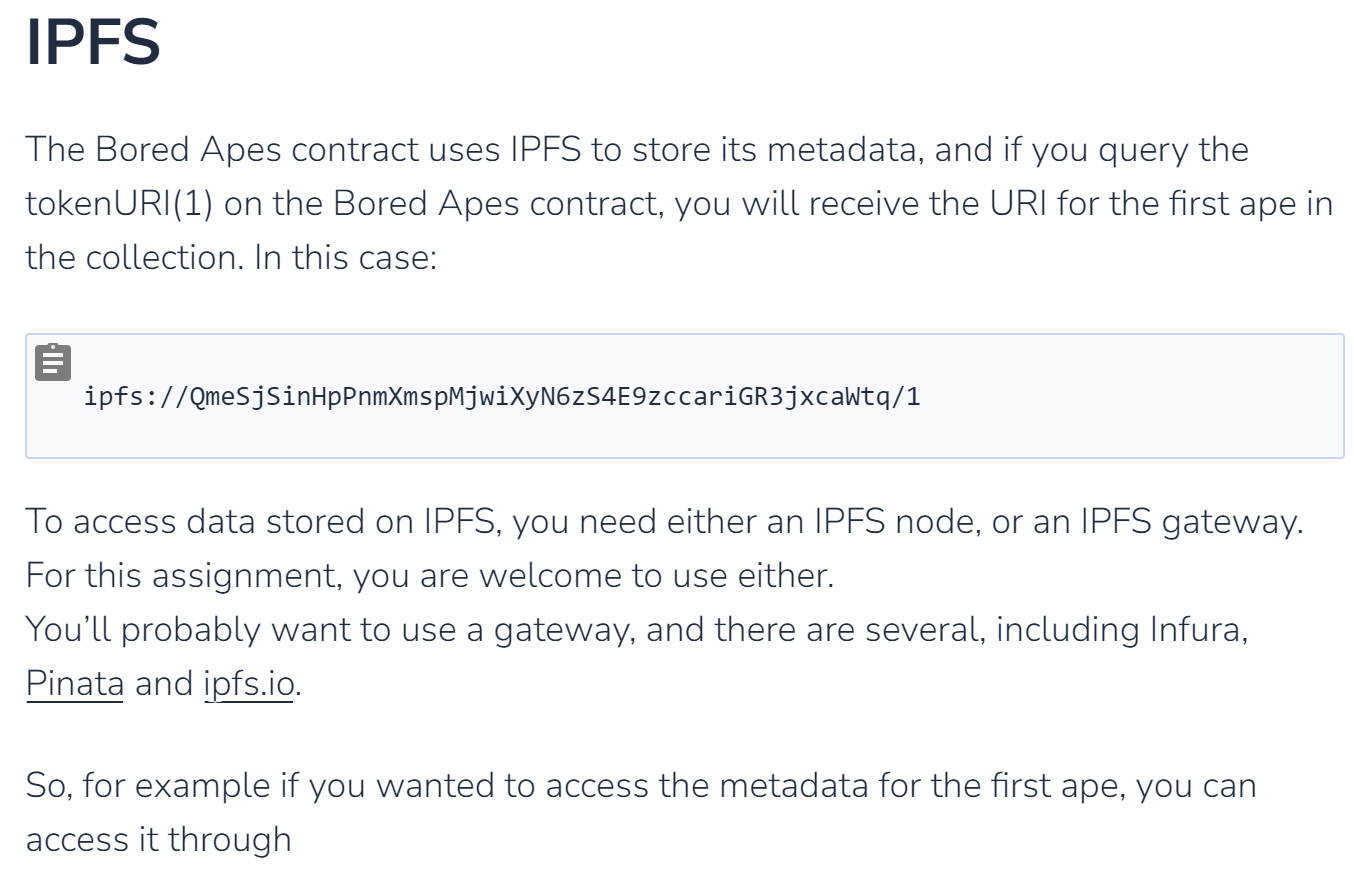 IPFS
The Bored Apes contract uses IPFS to store its metadata, and if you query the
tokenURI(1) on the Bored Apes contract, you will receive the URI for the first ape in
the collection. In this case:
ipfs://QmeSjSinHpPnmXmspMjwiXyN6zS4E9zccariGR3jxcaWtq/1
To access data stored on IPFS, you need either an IPFS node, or an IPFS gateway.
For this assignment, you are welcome to use either.
You’ll probably want to use a gateway, and there are several, including Infura,
Pinata and ipfs.io.
So, for example if you wanted to access the metadata for the first ape, you can
access it through